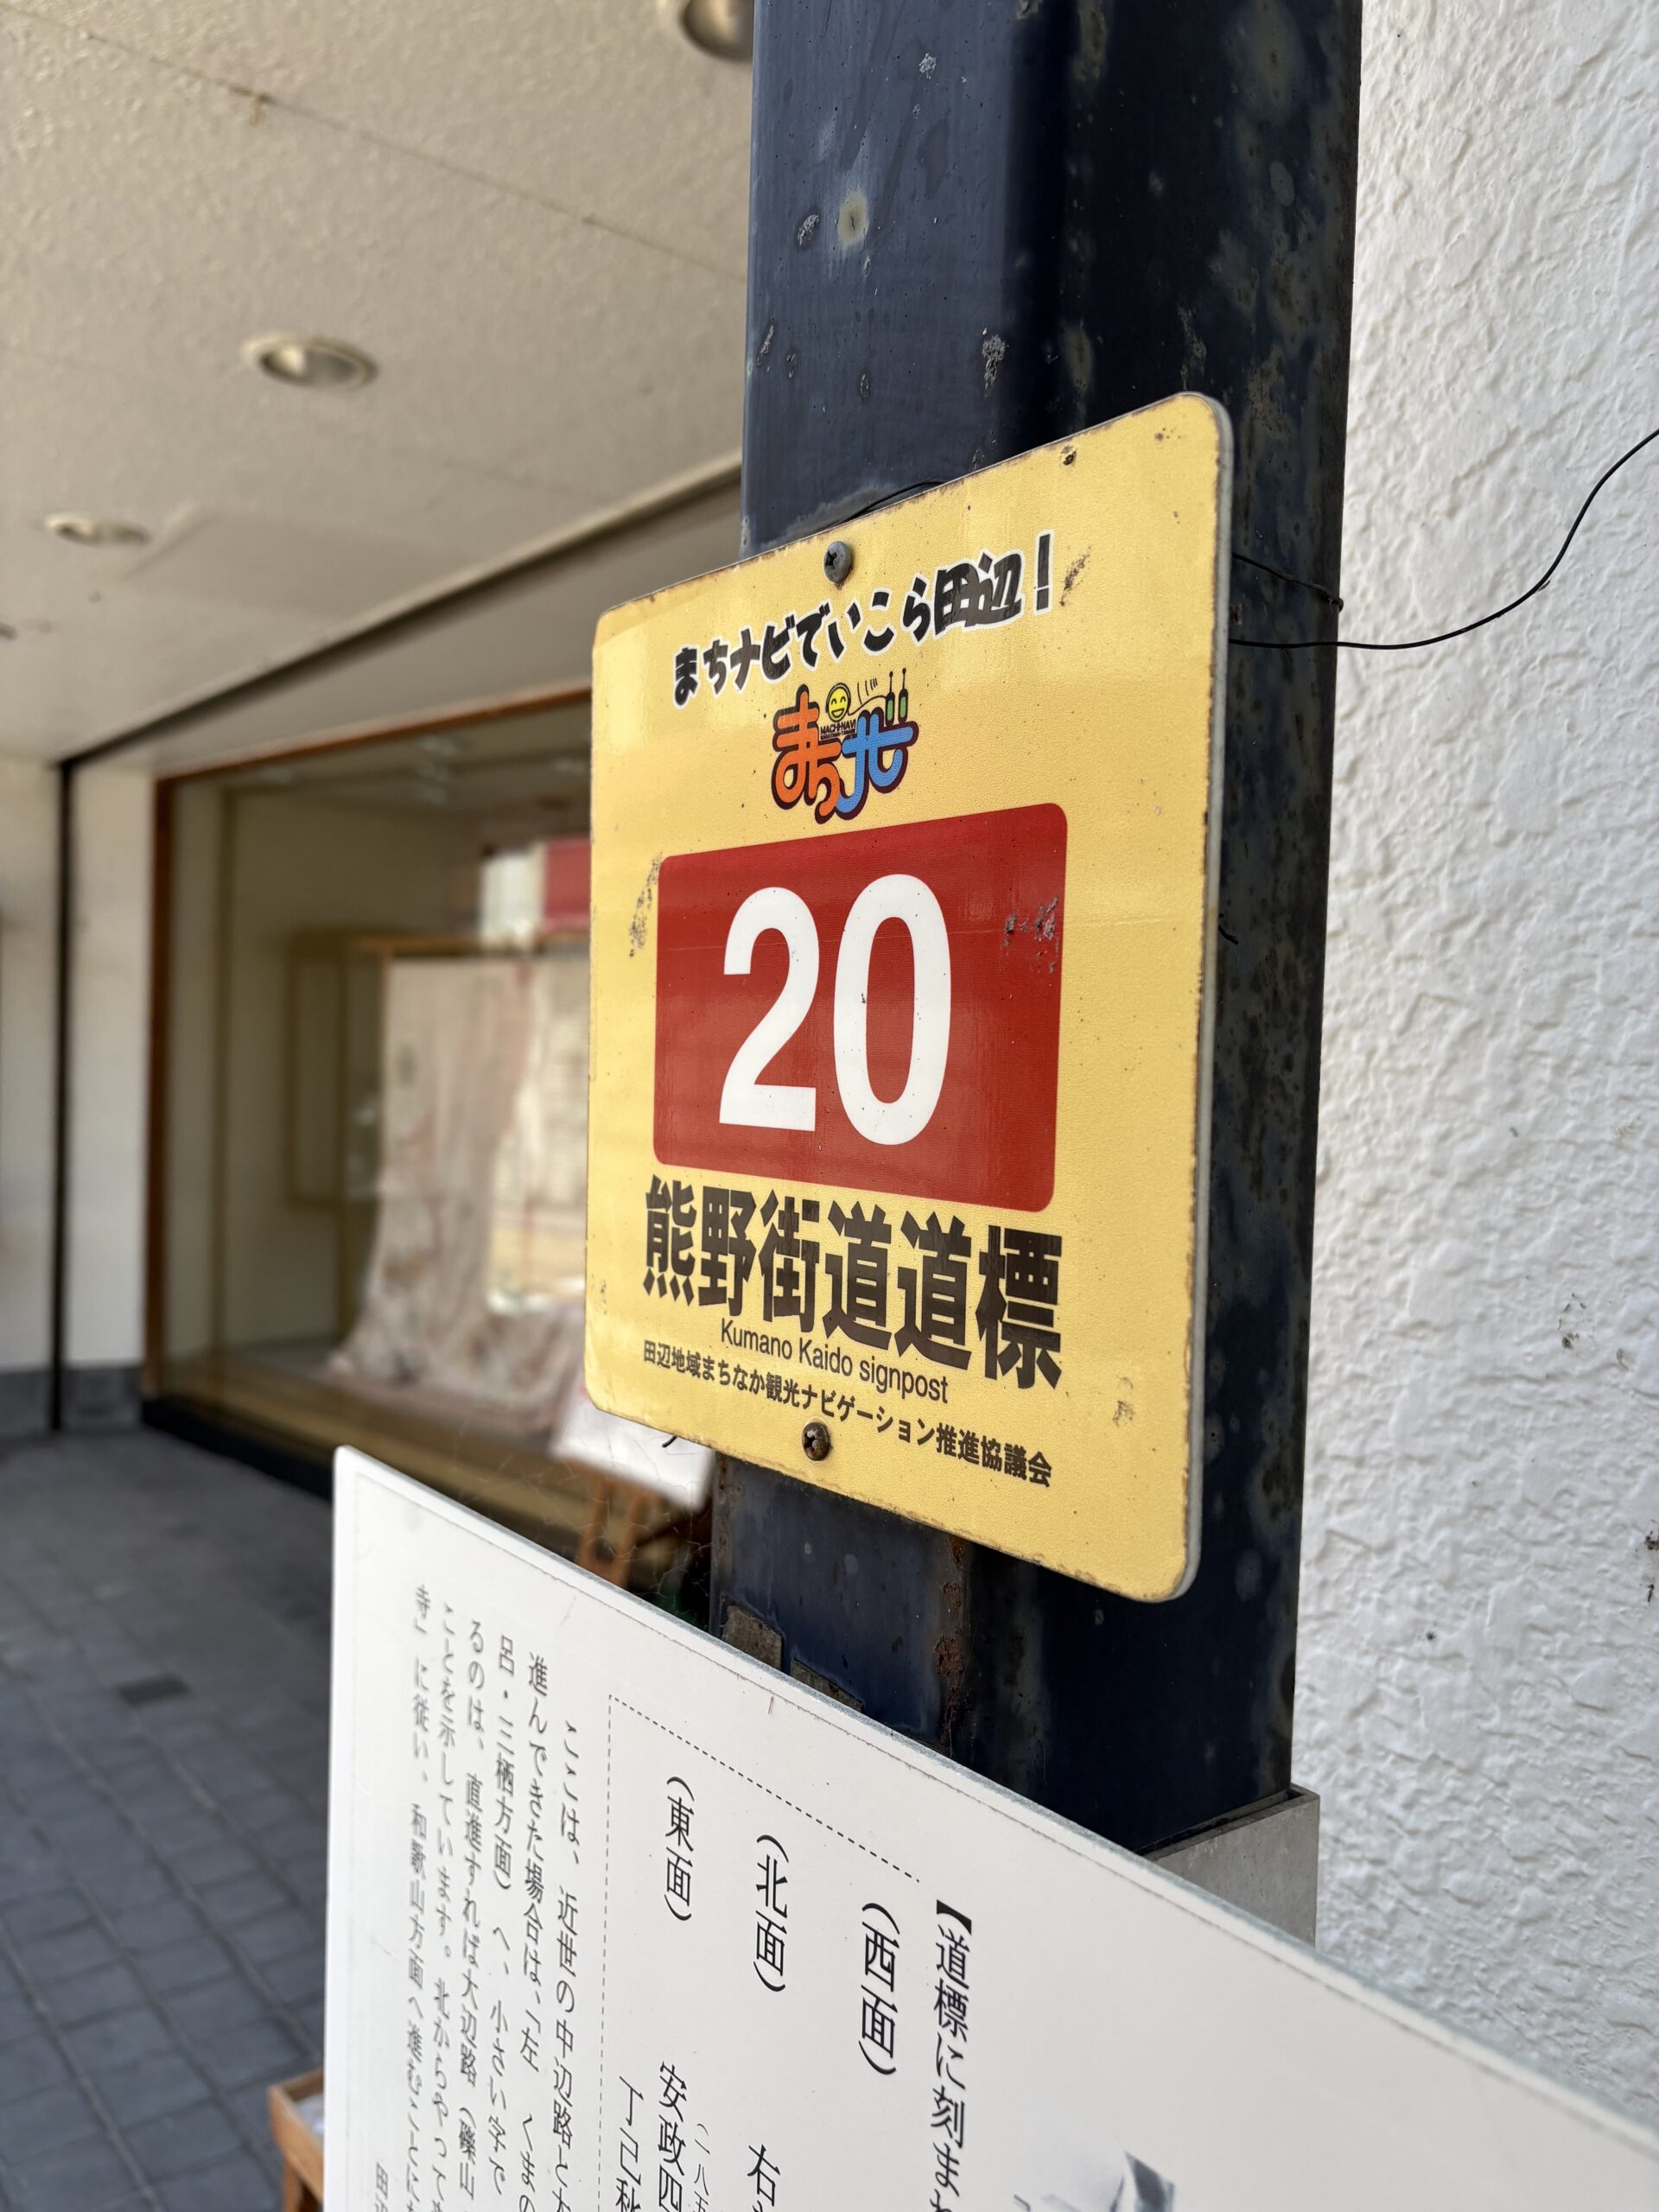 まちナビでいこら田辺!
まちナビ
MACHI-NAVI
20
熊野街道道標
Kumano Kaido signpost
田辺地域まちなか観光ナビゲーション推進協議会
【道標に刻ま
(西面)
(北面) 右
(東面) 安政四
ここは、近世の中辺路と大
進んできた場合は、「左 くまの
呂・三栖方面)へ、小さい字で
るのは、直進すれば大辺路(
ことを示しています。北からやって
寺」に従い、和歌山方面へ進むことに